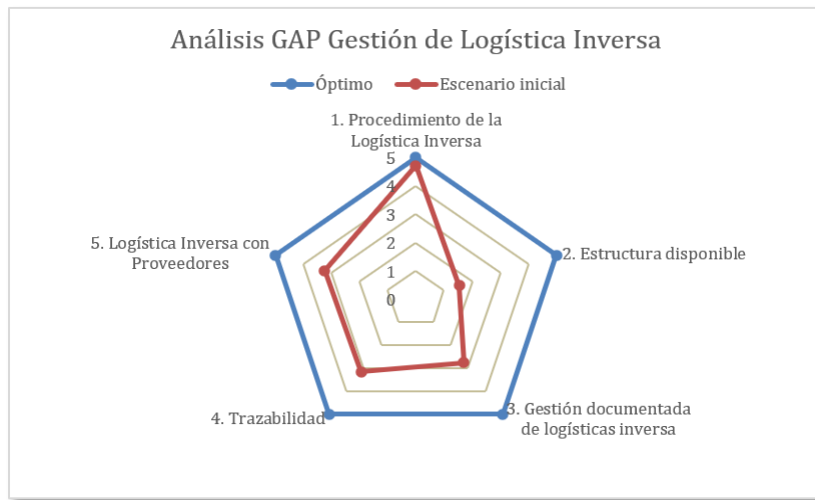 Análisis GAP Gestión de Logística Inversa
Óptimo
Escenario inicial
1. Procedimiento de la
Logística Inversa
5
4
3
2
1
0
2. Estructura disponible
3. Gestión documentada
de logísticas inversa
4. Trazabilidad
5. Logística Inversa con
Proveedores